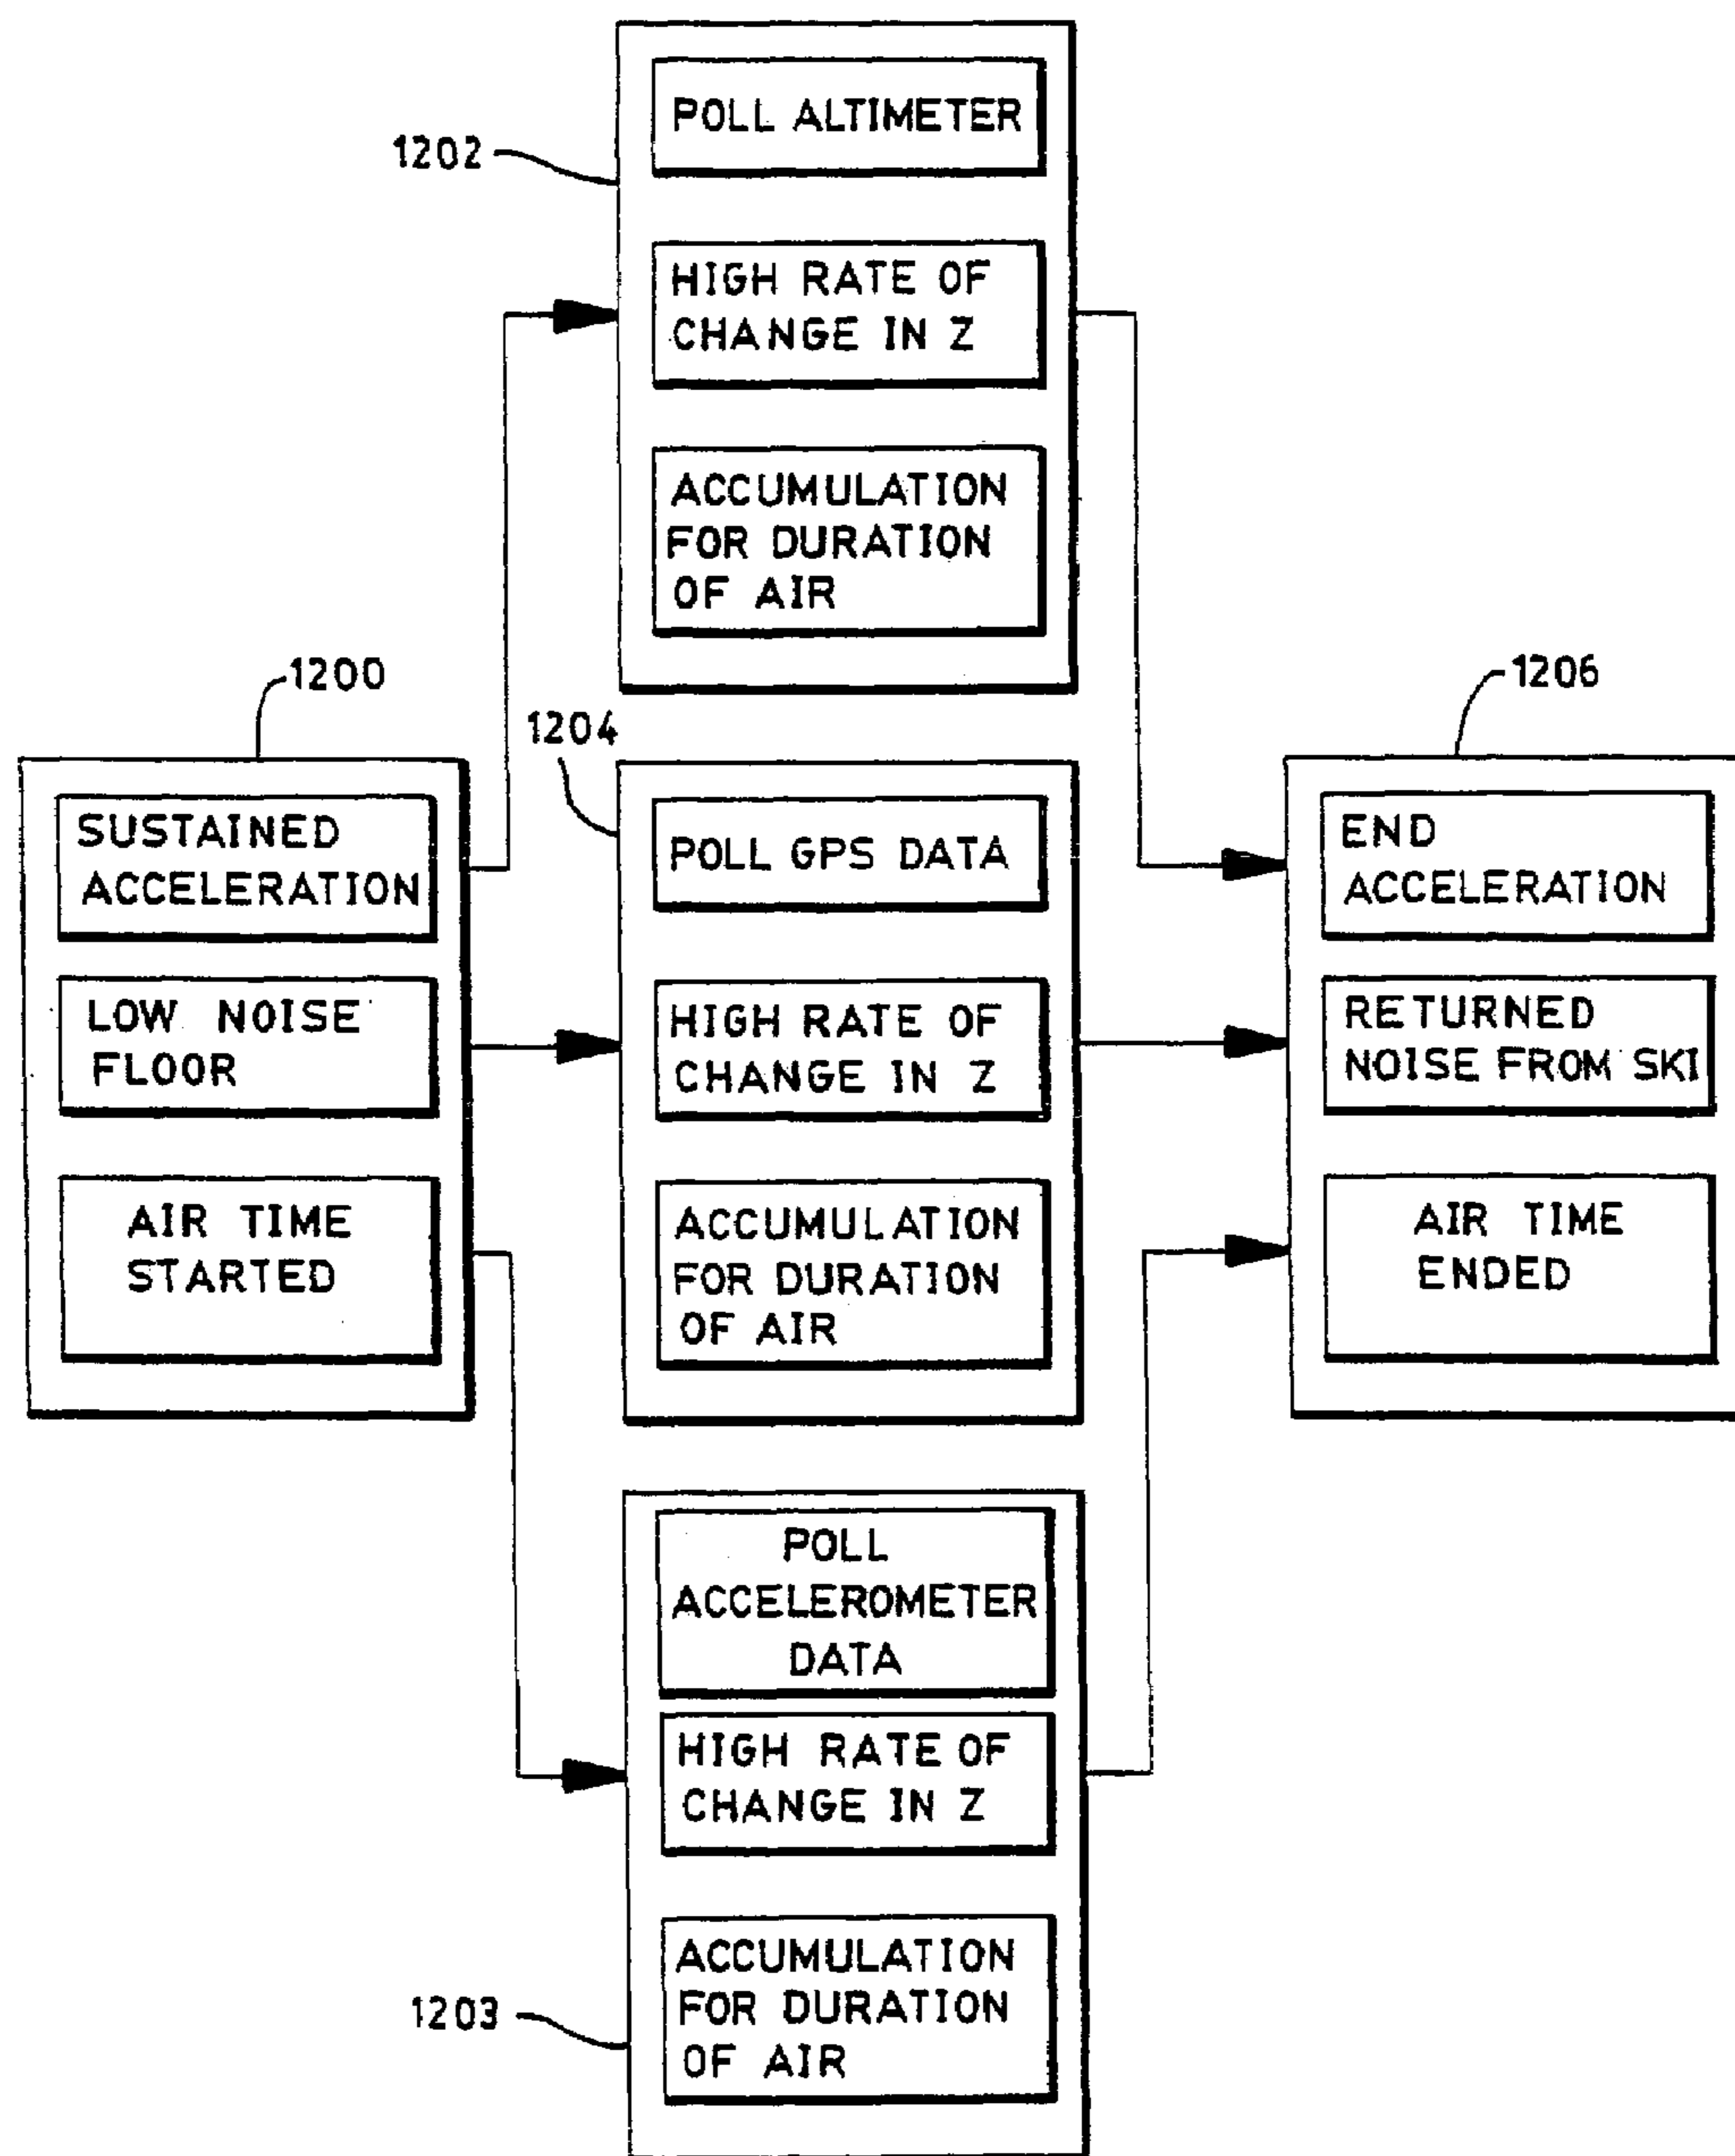 1202
POLL ALTIMETER
HIGH RATE OF
CHANGE IN Z
ACCUMULATION
FOR DURATION
OF AIR
1200
SUSTAINED
ACCELERATION
LOW NOISE
FLOOR
AIR TIME
STARTED
1204
POLL GPS DATA
HIGH RATE OF
CHANGE IN Z
ACCUMULATION
FOR DURATION
OF AIR
1203
POLL
ACCELEROMETER
DATA
HIGH RATE OF
CHANGE IN Z
ACCUMULATION
FOR DURATION
OF AIR
1206
END
ACCELERATION
RETURNED
NOISE FROM SKI
AIR TIME
ENDED